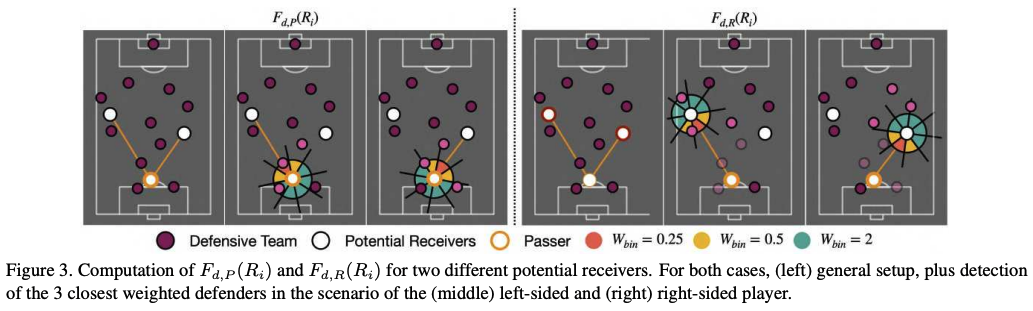 F_{d,P}(R_i)
F_{d,R}(R_i)
Defensive Team
Potential Receivers
Passer
W_{bin} = 0.25
W_{bin} = 0.5
W_{bin} = 2
Figure 3. Computation of F_{d,P}(R_i) and F_{d,R}(R_i) for two different potential receivers. For both cases, (left) general setup, plus detection
of the 3 closest weighted defenders in the scenario of the (middle) left-sided and (right) right-sided player.